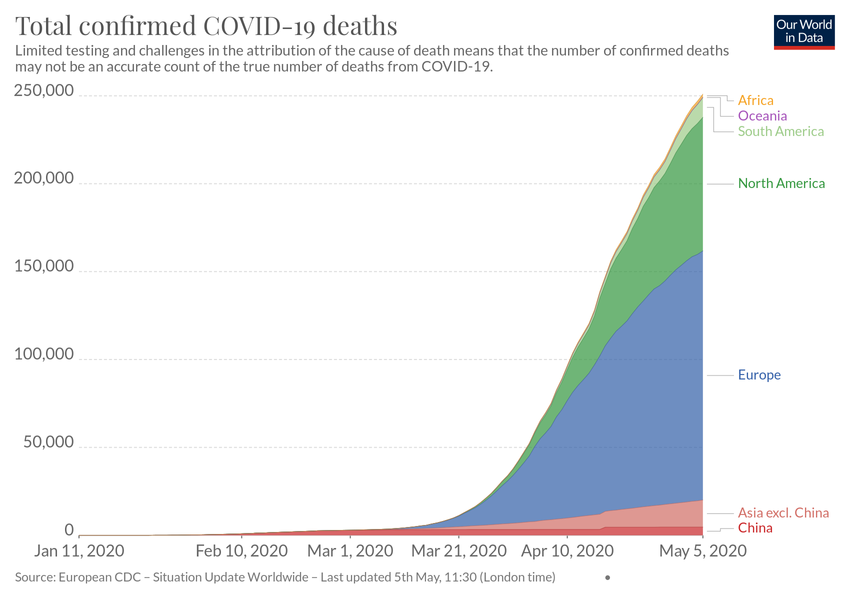 Total confirmed COVID-19 deaths
Limited testing and challenges in the attribution of the cause of death means that the number of confirmed deaths
may not be an accurate count of the true number of deaths from COVID-19.
Our World
in Data
250,000
200,000
150,000
100,000
50,000
0
Africa
Oceania
South America
North America
Europe
Asia excl. China
China
Jan 11, 2020
Feb 10, 2020
Mar 1, 2020
Mar 21, 2020
Apr 10, 2020
May 5, 2020
Source: European CDC – Situation Update Worldwide – Last updated 5th May, 11:30 (London time)